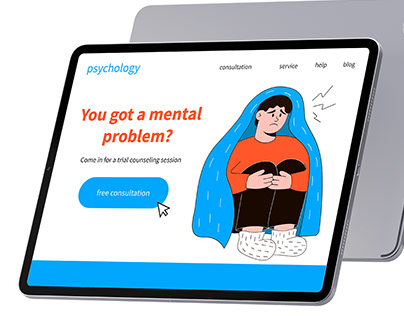 psychology
consultation service help blog
You got a mental
problem?
Come in for a trial counseling session
free consultation